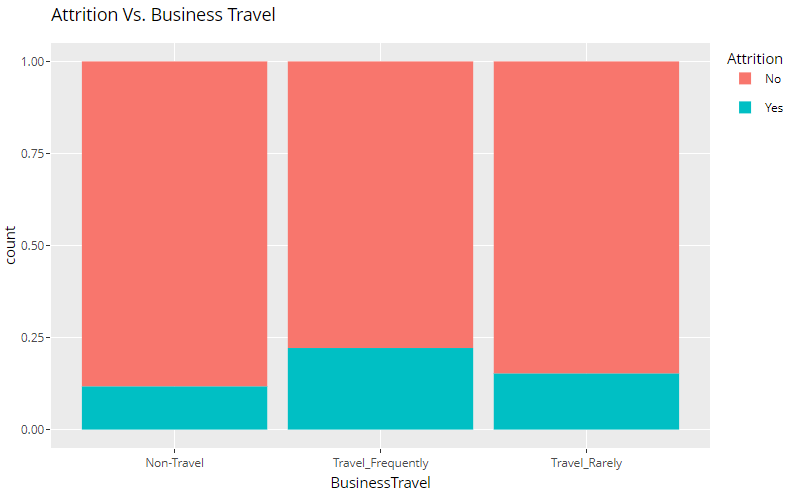 Attrition Vs. Business Travel
Attrition
No
Yes
1.00
0.75
0.50
0.25
0.00
count
Non-Travel
Travel_Frequently
Travel_Rarely
BusinessTravel